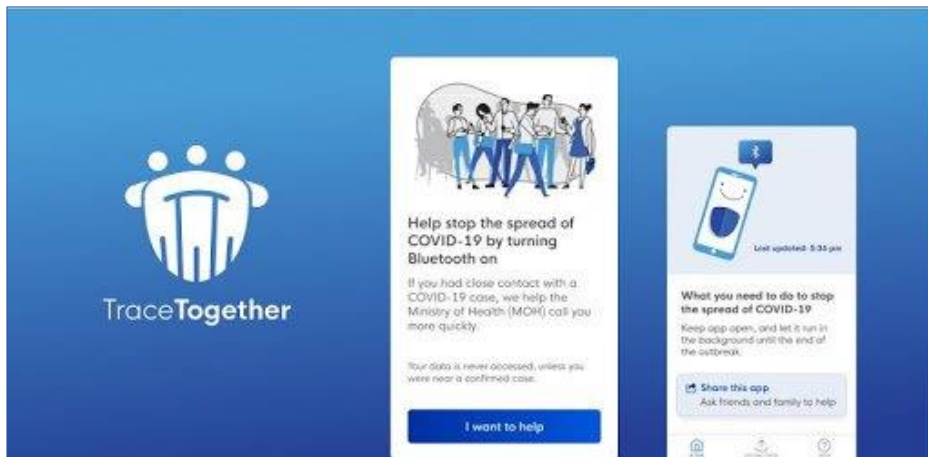 TraceTogether
Help stop the spread of
COVID-19 by turning
Bluetooth on
If you had close contact with a
COVID-19 case, we help the
Ministry of Health (MOH) call you
more quickly.
Your data is never accessed, unless you
were near a confirmed case.
I want to help
Last updated: 5:34 pm
What you need to do to stop
the spread of COVID-19
Keep app open, and let it run in
the background until the end of
the outbreak.
Share this app
Ask friends and family to help